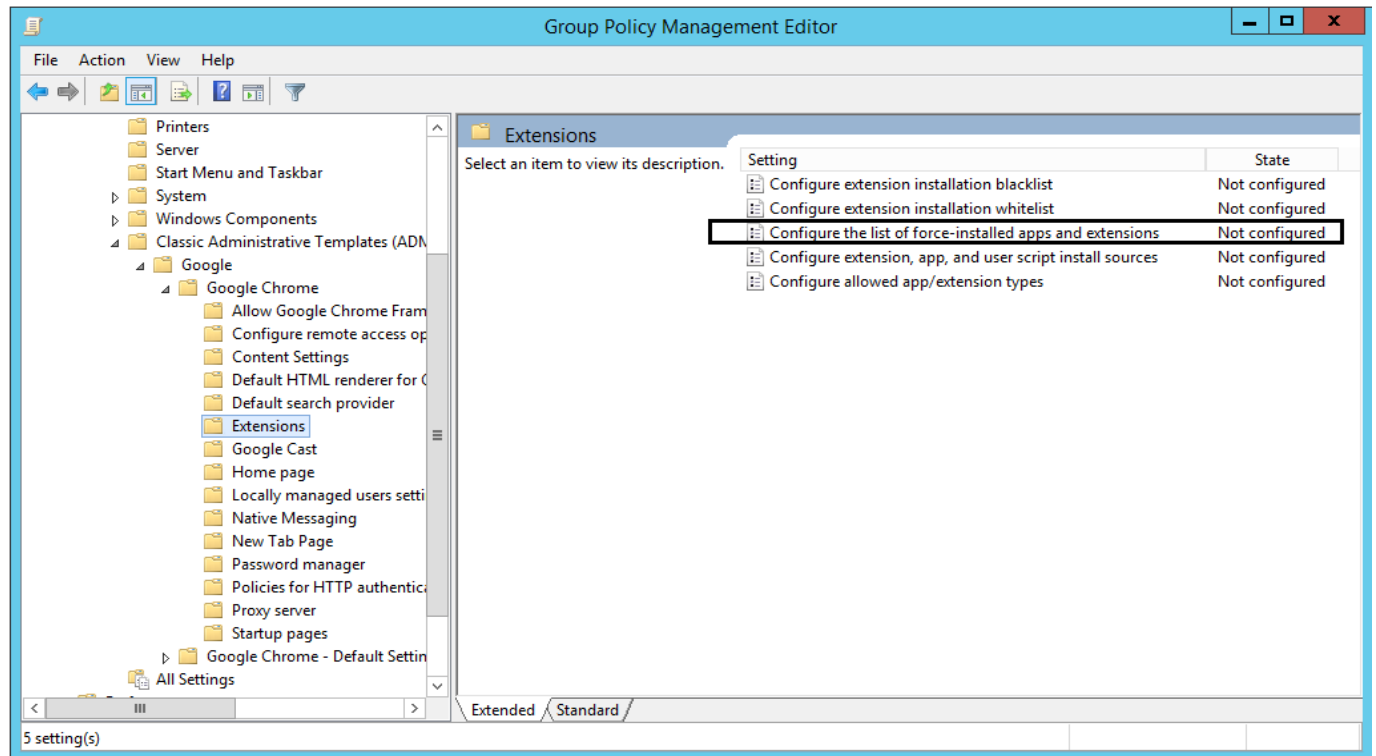 Group Policy Management Editor
File Action View Help
Printers
Server
Start Menu and Taskbar
System
Windows Components
Classic Administrative Templates (ADM
Google
Google Chrome
Allow Google Chrome Fram
Configure remote access op
Content Settings
Default HTML renderer for
Default search provider
Extensions
Google Cast
Home page
Locally managed users setti
Native Messaging
New Tab Page
Password manager
Policies for HTTP authentica
Proxy server
Startup pages
Google Chrome - Default Settin
All Settings
Extensions
Select an item to view its description.
Setting State
Configure extension installation blacklist Not configured
Configure extension installation whitelist Not configured
Configure the list of force-installed apps and extensions Not configured
Configure extension, app, and user script install sources Not configured
Configure allowed app/extension types Not configured
Extended Standard
5 setting(s)